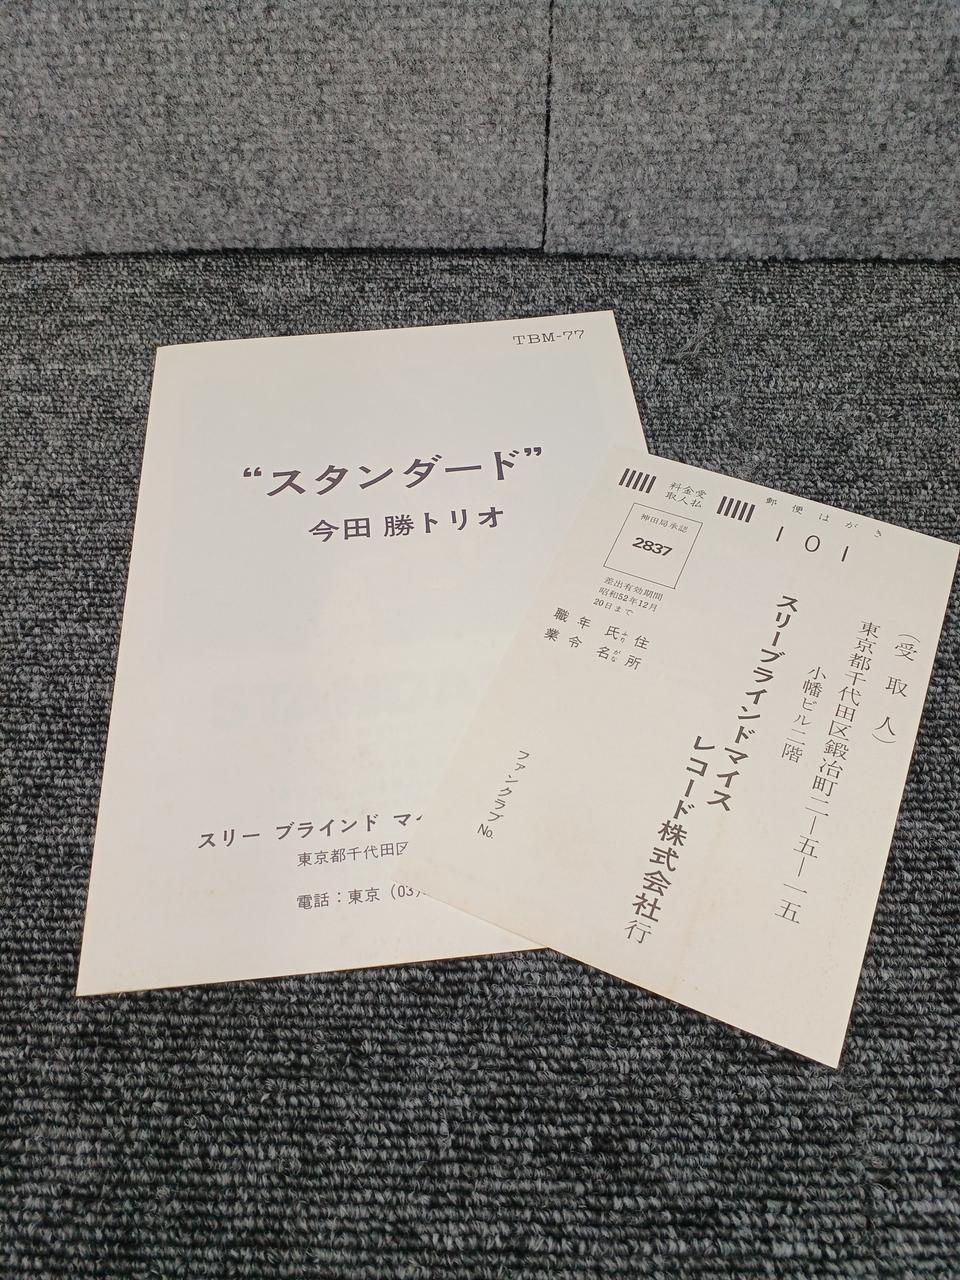 TBM-77
“スタンダード”
今田 勝トリオ
スリー ブラインド マイ
東京都千代田区
電話：東京（03）
郵便はがき
101
料金受
取人払
神田局承認
2837
差出有効期間
昭和52年12月
20日まで
（受取人）
東京都千代田区鍛冶町二―五―一五
小幡ビル二階
スリーブラインドマイス
レコード株式会社行
住所
ふりがな
氏名
年令
職業
ファンクラブNo.